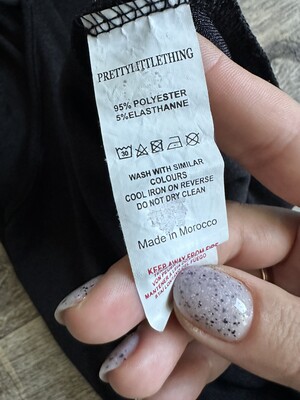 PRETTYLITTLETHING
95% POLYESTER
5%ELASTHANNE
30
WASH WITH SIMILAR
COLOURS
COOL IRON ON REVERSE
DO NOT DRY CLEAN
Made in Morocco
KEEP AWAY FROM FIRE